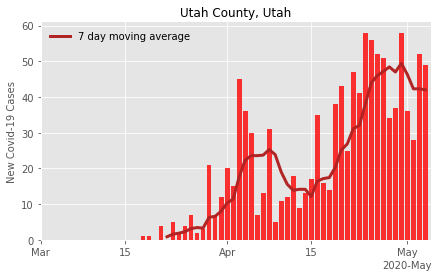 Utah County, Utah
7 day moving average
New Covid-19 Cases
60
50
40
30
20
10
0
Mar 15 Apr 15 May
2020-May